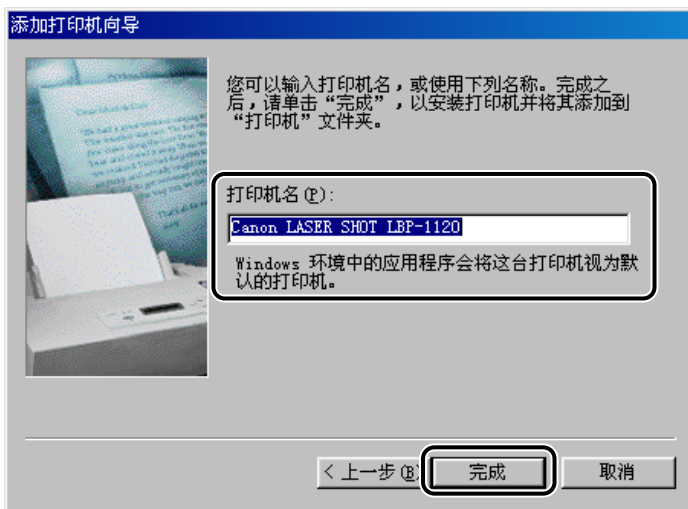 添加打印机向导
您可以输入打印机名，或使用下列名称。完成之
后，请单击“完成”，以安装打印机并将其添加到
“打印机”文件夹。
打印机名(P):
Canon LASER SHOT LBP-1120
Windows 环境中的应用程序会将这台打印机视为默
认的打印机。
< 上一步(B)
完成
取消